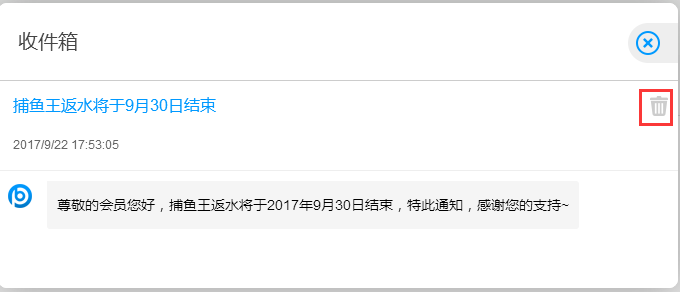 收件箱
捕鱼王返水将于9月30日结束
2017/9/22 17:53:05
尊敬的会员您好，捕鱼王返水将于2017年9月30日结束，特此通知，感谢您的支持~